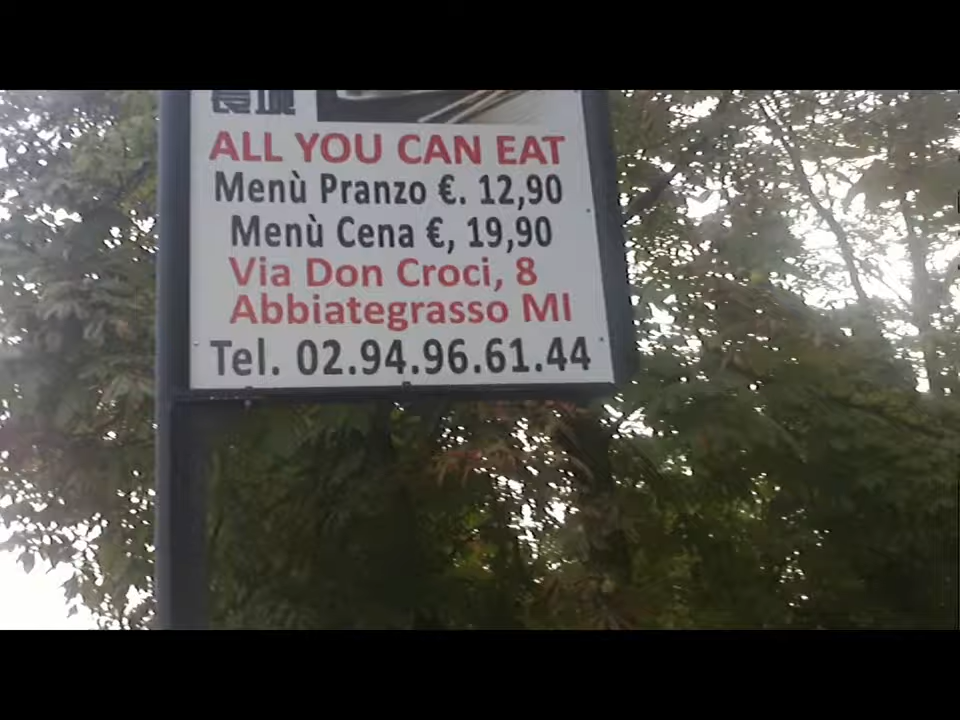 ALL YOU CAN EAT
Menù Pranzo €. 12,90
Menù Cena €, 19,90
Via Don Croci, 8
Abbiategrasso MI
Tel. 02.94.96.61.44